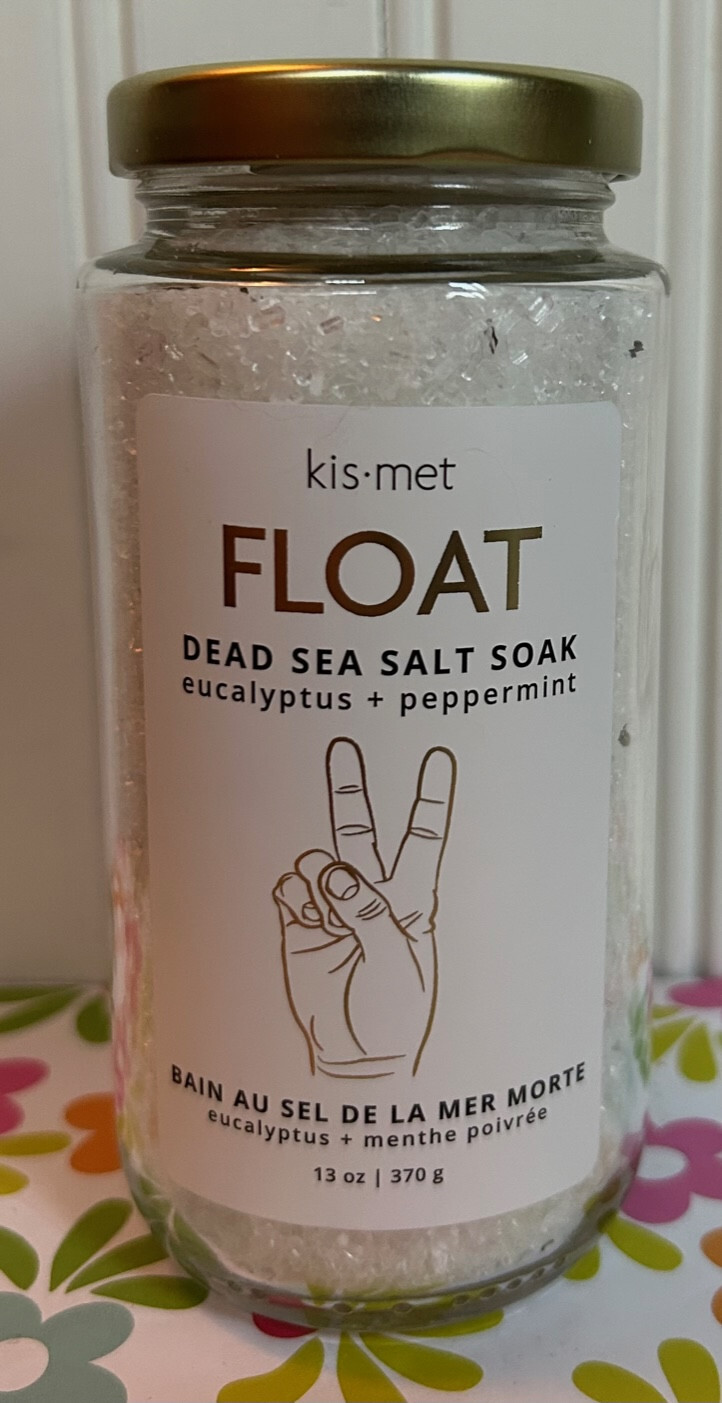 kis·met
FLOAT
DEAD SEA SALT SOAK
eucalyptus + peppermint
BAIN AU SEL DE LA MER MORTE
eucalyptus + menthe poivrée
13 oz | 370 g